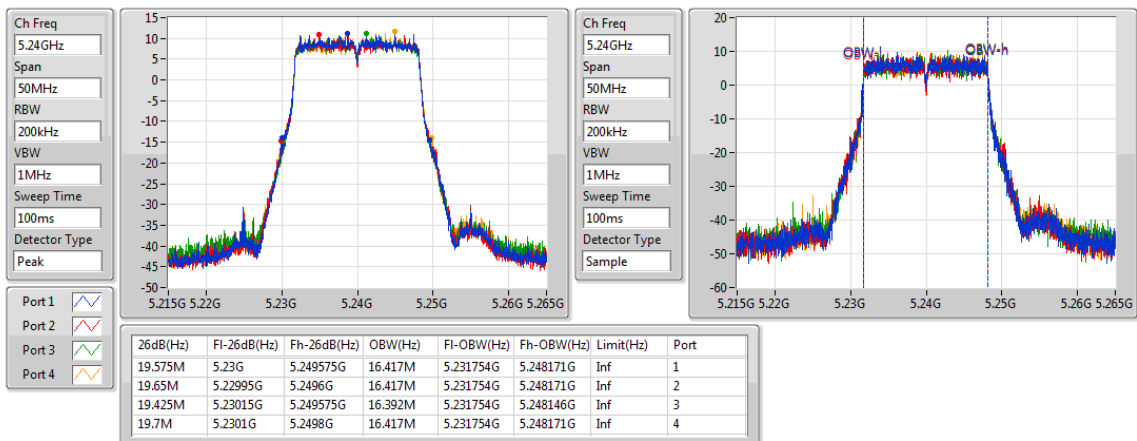 Ch Freq
5.24GHz
Span
50MHz
RBW
200kHz
VBW
1MHz
Sweep Time
100ms
Detector Type
Peak
15
10
5
0
-5
-10
-15
-20
-25
-30
-35
-40
-45
-50
5.215G 5.22G 5.23G 5.24G 5.25G 5.26G 5.265G
Ch Freq
5.24GHz
Span
50MHz
RBW
200kHz
VBW
1MHz
Sweep Time
100ms
Detector Type
Sample
20
10
0
-10
-20
-30
-40
-50
-60
OBW-l OBW-h
5.215G 5.22G 5.23G 5.24G 5.25G 5.26G 5.265G
Port 1
Port 2
Port 3
Port 4
26dB(Hz) Fl-26dB(Hz) Fh-26dB(Hz) OBW(Hz) Fl-OBW(Hz) Fh-OBW(Hz) Limit(Hz) Port
19.575M 5.23G 5.249575G 16.417M 5.231754G 5.248171G Inf 1
19.65M 5.22995G 5.2496G 16.417M 5.231754G 5.248171G Inf 2
19.425M 5.23015G 5.249575G 16.392M 5.231754G 5.248146G Inf 3
19.7M 5.2301G 5.2498G 16.417M 5.231754G 5.248171G Inf 4